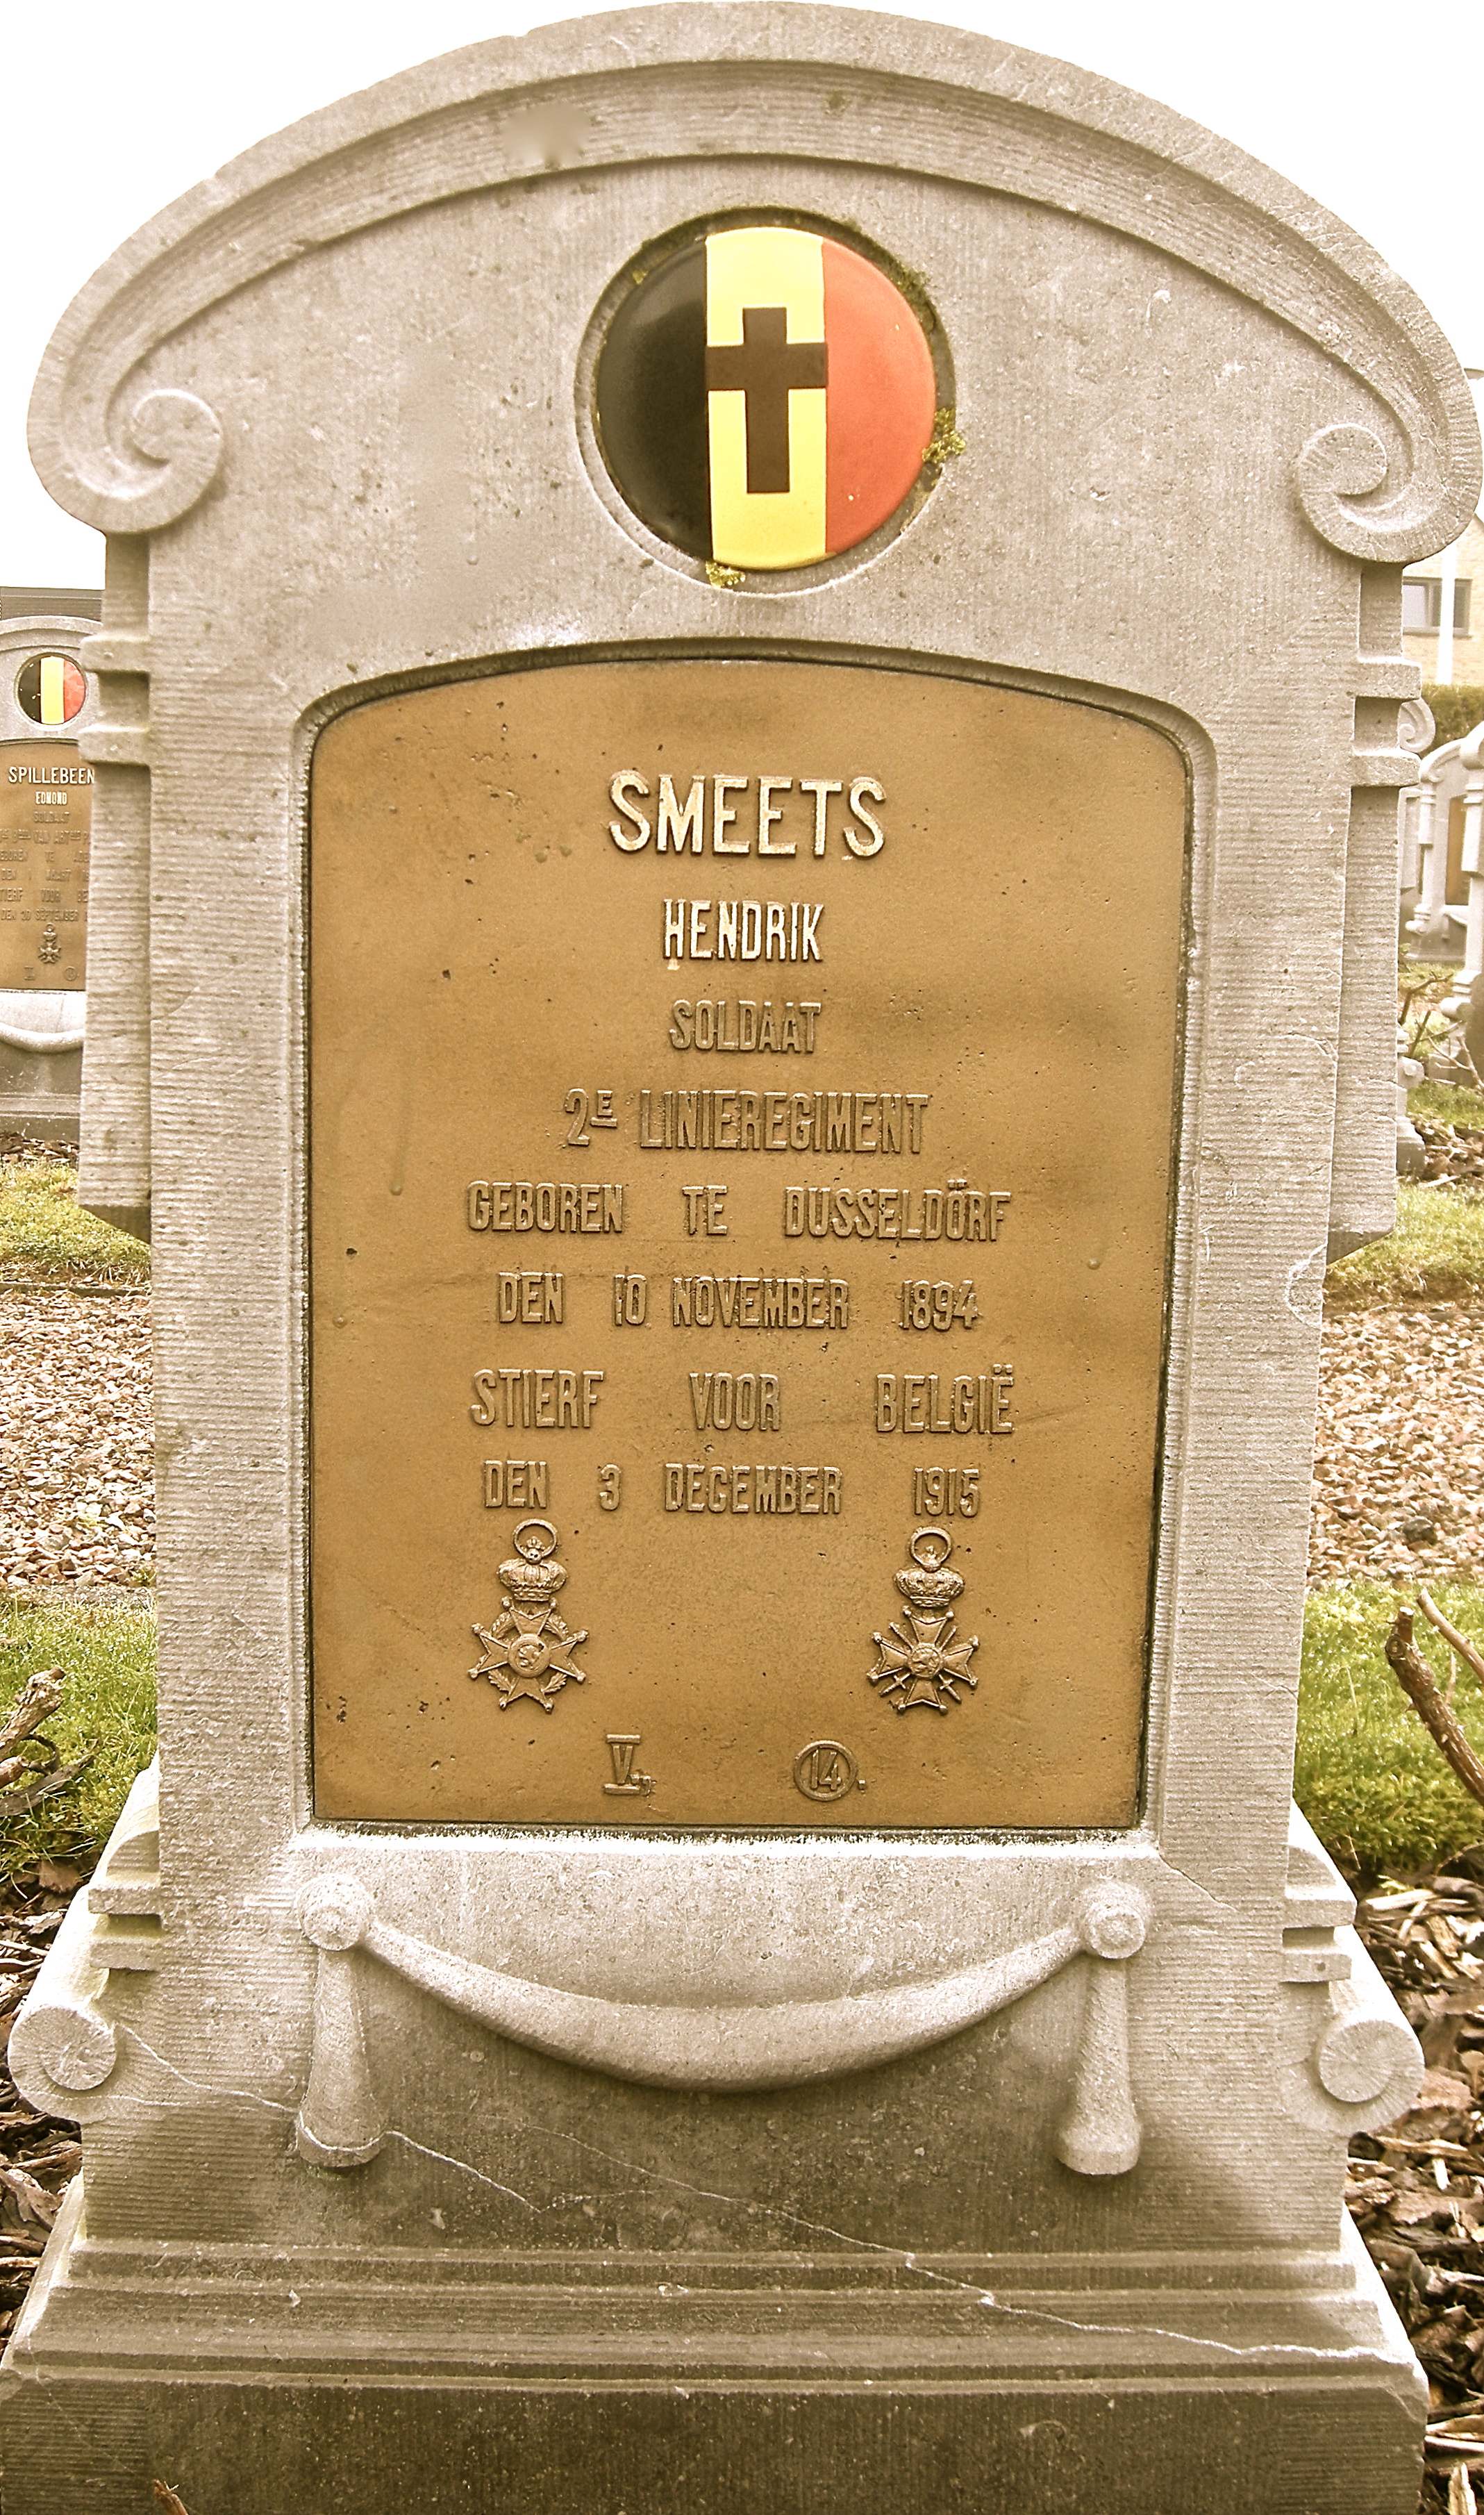 SMEETS
HENDRIK
SOLDAAT
2E LINIEREGIMENT
GEBOREN TE DUSSELDÖRF
DEN 10 NOVEMBER 1894
STIERF VOOR BELGIË
DEN 3 DECEMBER 1915
V. 14.
SPILLEBEEN
EDMOND
SOLDAAT